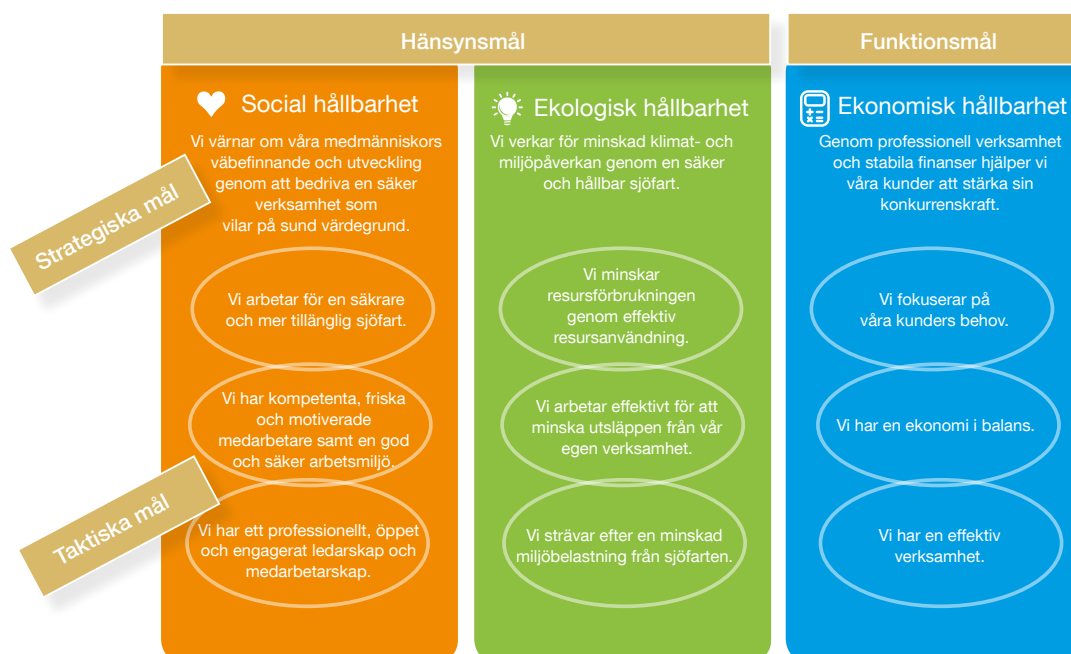 Hänsynsmål
Funktionsmål
Strategiska mål
Taktiska mål
Social hållbarhet
Vi värnar om våra medmänniskors
väbefinnande och utveckling
genom att bedriva en säker
verksamhet som
vilar på sund värdegrund.
Vi arbetar för en säkrare
och mer tillänglig sjöfart.
Vi har kompetenta, friska
och motiverade
medarbetare samt en god
och säker arbetsmiljö.
Vi har ett professionellt, öppet
och engagerat ledarskap och
medarbetarskap.
Ekologisk hållbarhet
Vi verkar för minskad klimat- och
miljöpåverkan genom en säker
och hållbar sjöfart.
Vi minskar
resursförbrukningen
genom effektiv
resursanvändning.
Vi arbetar effektivt för att
minska utsläppen från vår
egen verksamhet.
Vi strävar efter en minskad
miljöbelastning från sjöfarten.
Ekonomisk hållbarhet
Genom professionell verksamhet
och stabila finanser hjälper vi
våra kunder att stärka sin
konkurrenskraft.
Vi fokuserar på
våra kunders behov.
Vi har en ekonomi i balans.
Vi har en effektiv
verksamhet.